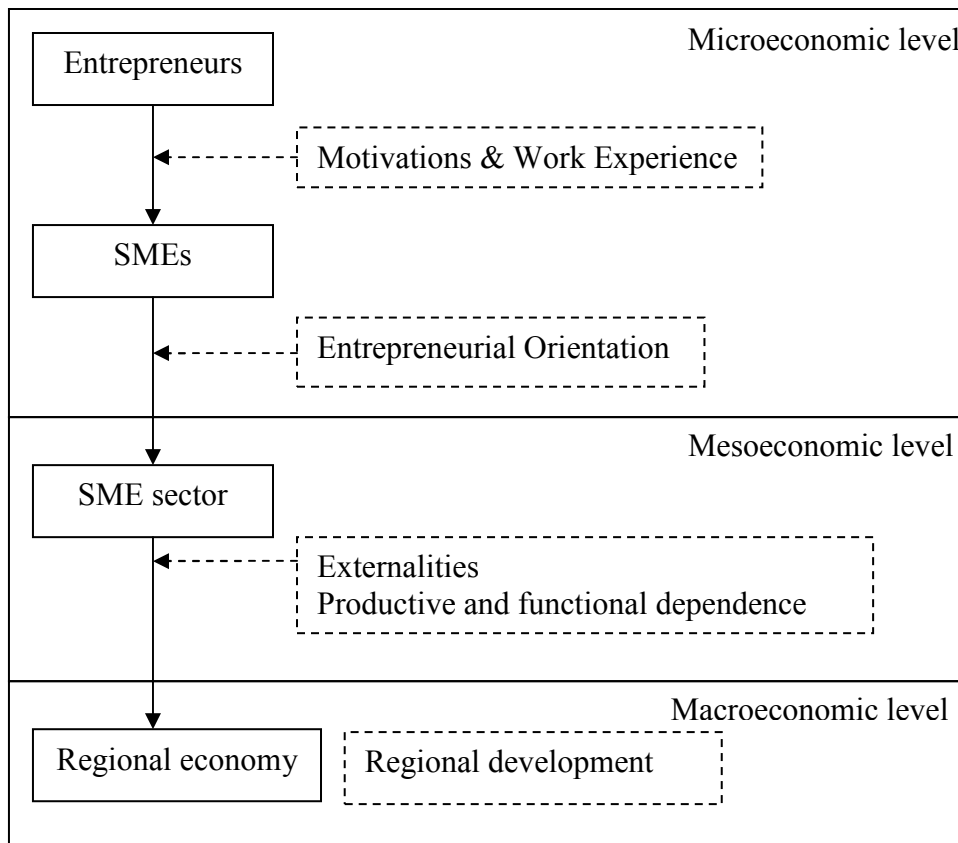 Microeconomic level
Entrepreneurs
Motivations & Work Experience
SMEs
Entrepreneurial Orientation
Mesoeconomic level
SME sector
Externalities
Productive and functional dependence
Macroeconomic level
Regional economy
Regional development